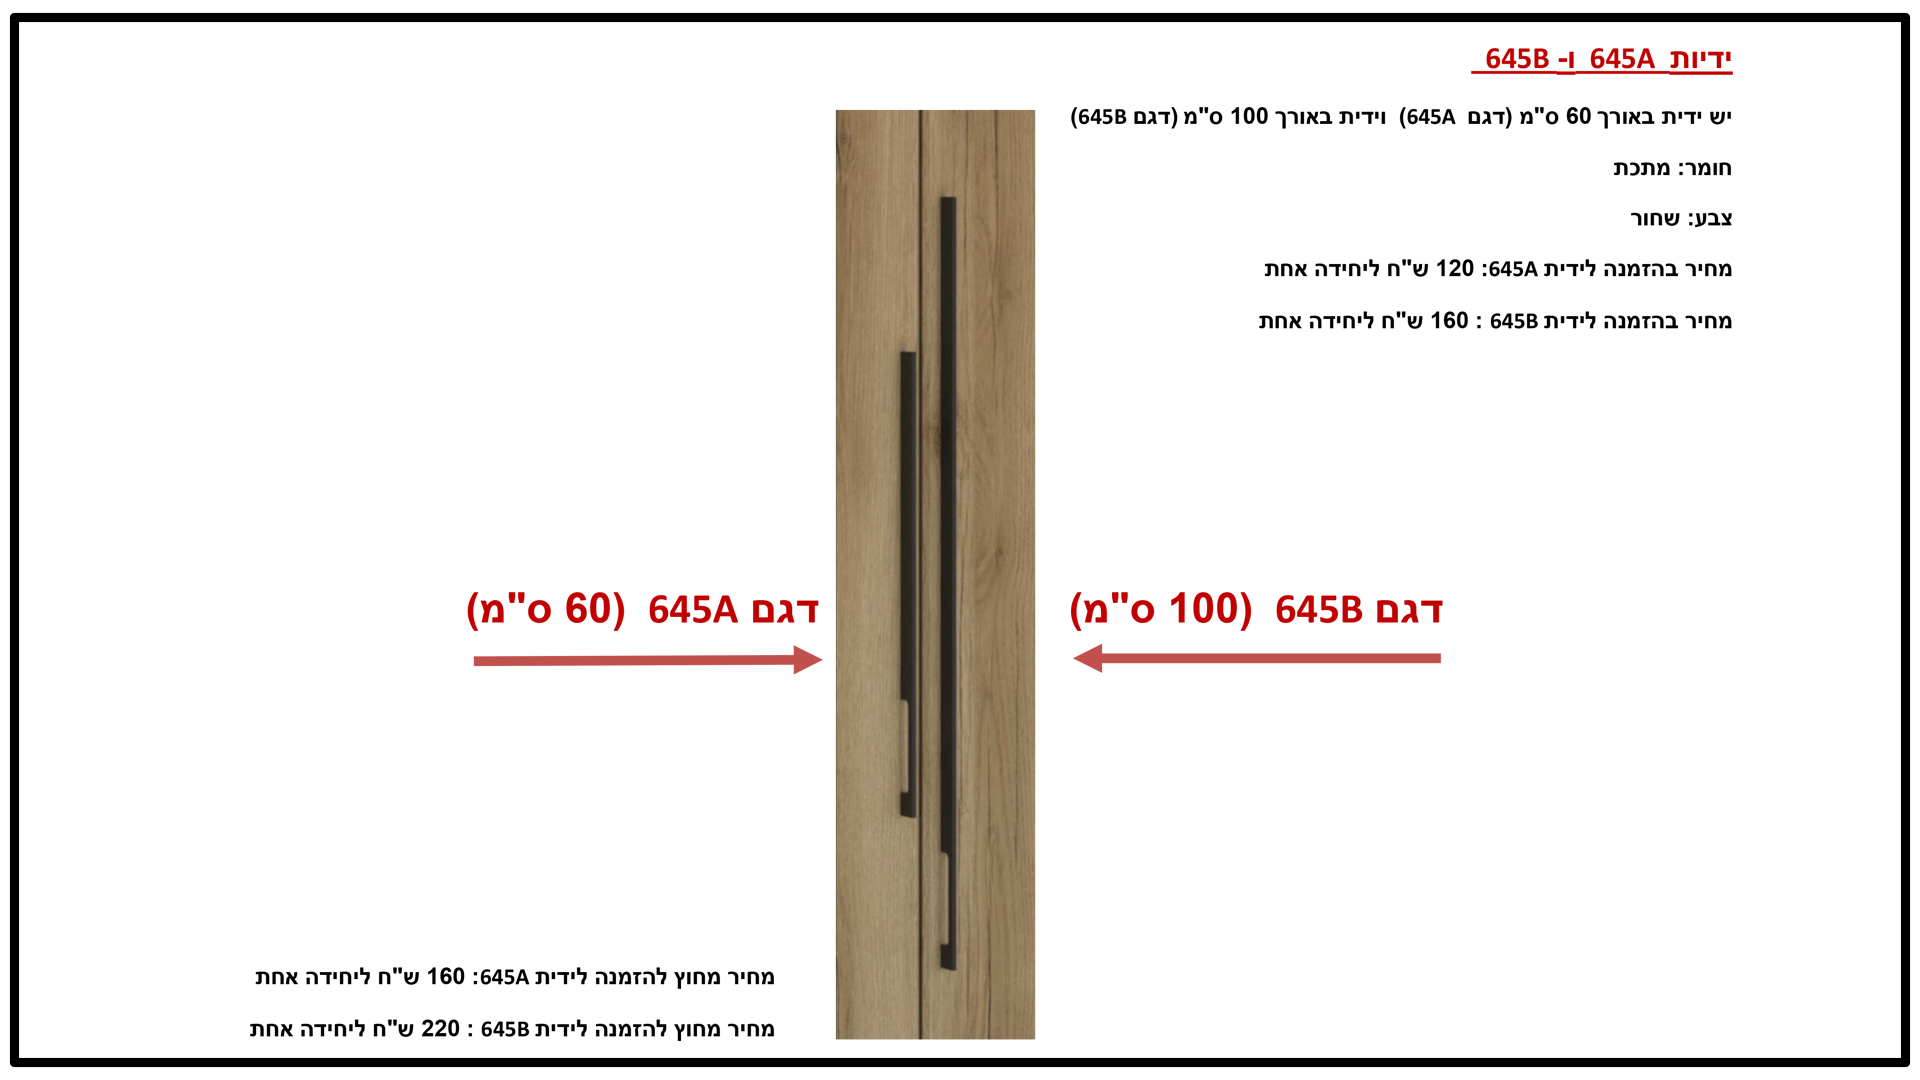 ידיות 645A ו- 645B
יש ידית באורך 60 ס"מ (דגם 645A) וידית באורך 100 ס"מ (דגם 645B)
חומר: מתכת
צבע: שחור
מחיר בהזמנה לידית 645A: 120 ש"ח ליחידה אחת
מחיר בהזמנה לידית 645B : 160 ש"ח ליחידה אחת
דגם 645B (100 ס"מ)
דגם 645A (60 ס"מ)
מחיר מחוץ להזמנה לידית 645A: 160 ש"ח ליחידה אחת
מחיר מחוץ להזמנה לידית 645B : 220 ש"ח ליחידה אחת